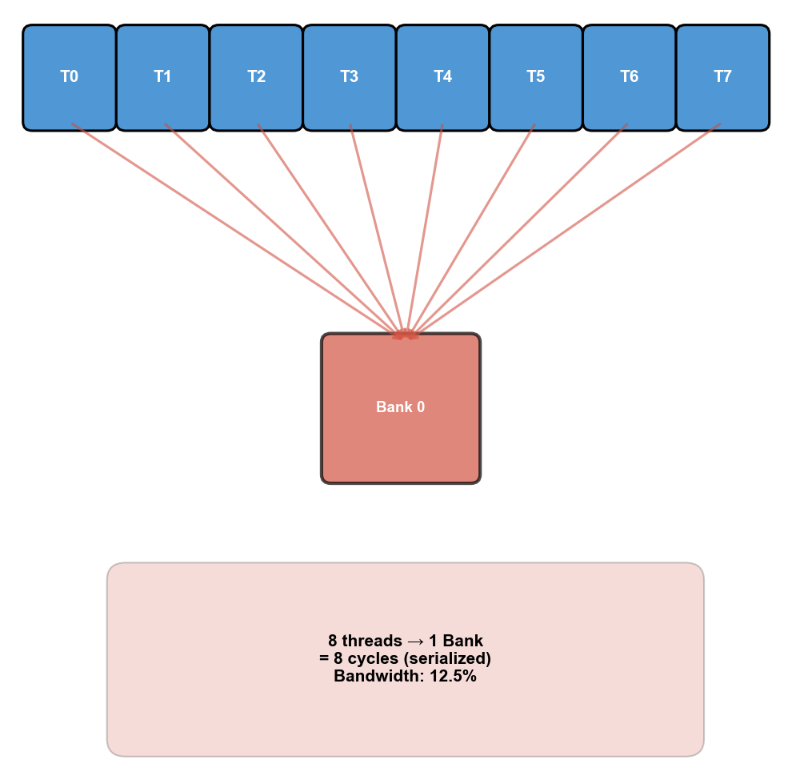 T0 T1 T2 T3 T4 T5 T6 T7
Bank 0
8 threads → 1 Bank
= 8 cycles (serialized)
Bandwidth: 12.5%